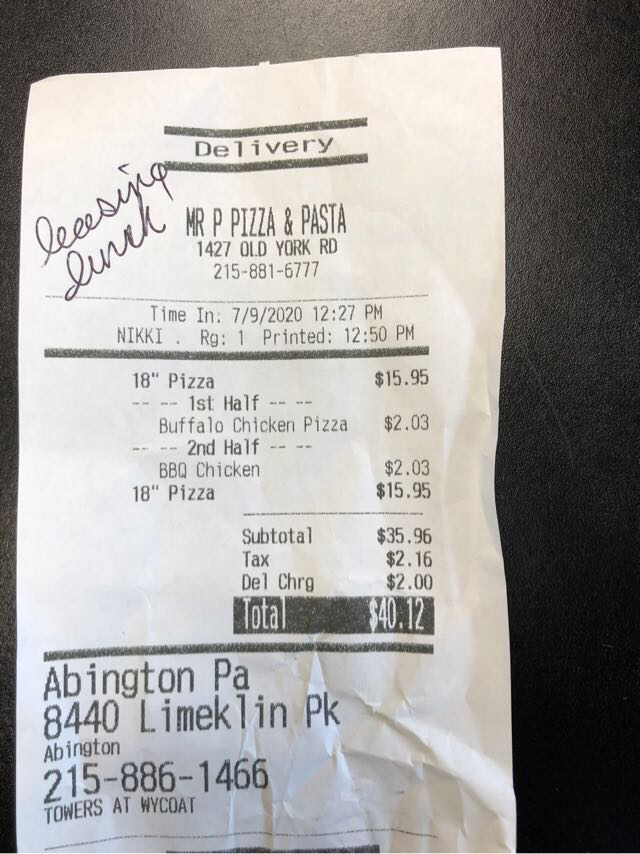 Delivery
leasing
lunch
MR P PIZZA & PASTA
1427 OLD YORK RD
215-881-6777
Time In: 7/9/2020 12:27 PM
NIKKI . Rg: 1 Printed: 12:50 PM
18" Pizza $15.95
-- -- 1st Half -- --
Buffalo Chicken Pizza $2.03
-- -- 2nd Half -- --
BBQ Chicken $2.03
18" Pizza $15.95
Subtotal $35.96
Tax $2.16
Del Chrg $2.00
Total $40.12
Abington Pa
8440 Limeklin Pk
Abington
215-886-1466
TOWERS AT WYCOAT